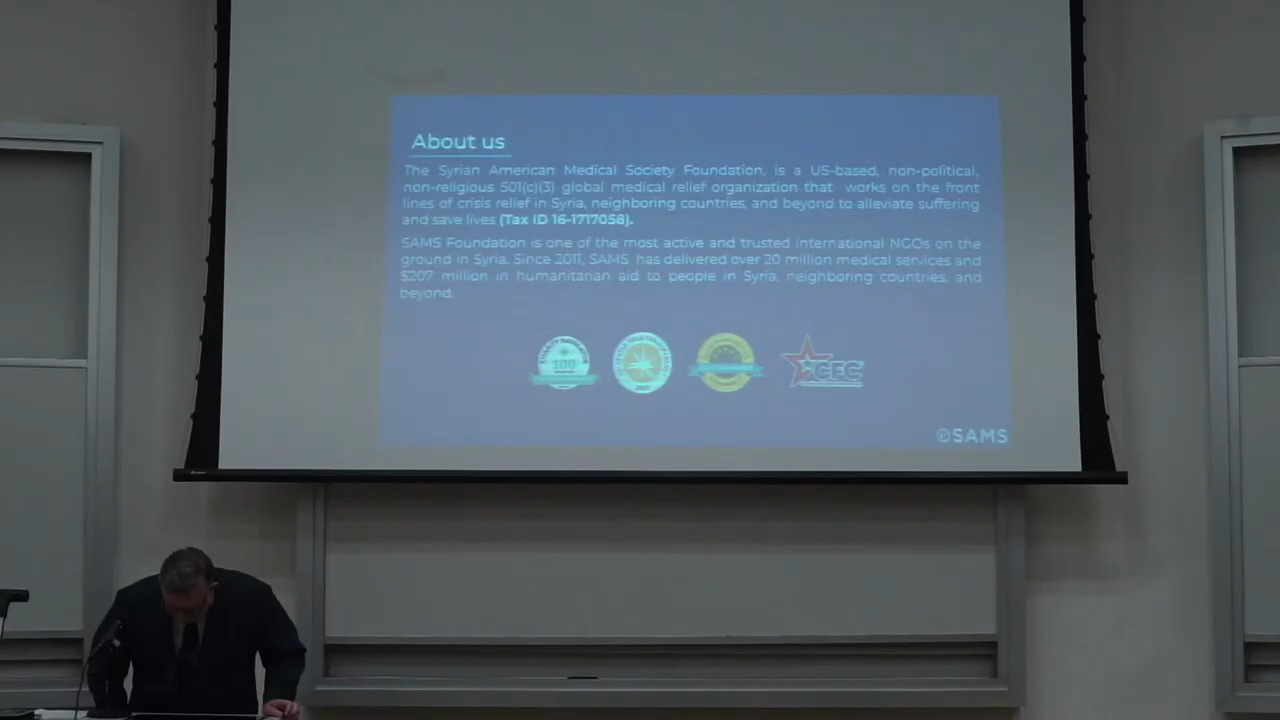 About us
The Syrian American Medical Society Foundation, is a US-based, non-political,
non-religious 501(c)(3) global medical relief organization that works on the front
lines of crisis relief in Syria, neighboring countries, and beyond to alleviate suffering
and save lives (Tax ID 16-1717058).
SAMS Foundation is one of the most active and trusted international NGOs on the
ground in Syria. Since 2011, SAMS has delivered over 20 million medical services and
$207 million in humanitarian aid to people in Syria, neighboring countries, and
beyond.
100
CFC
SAMS